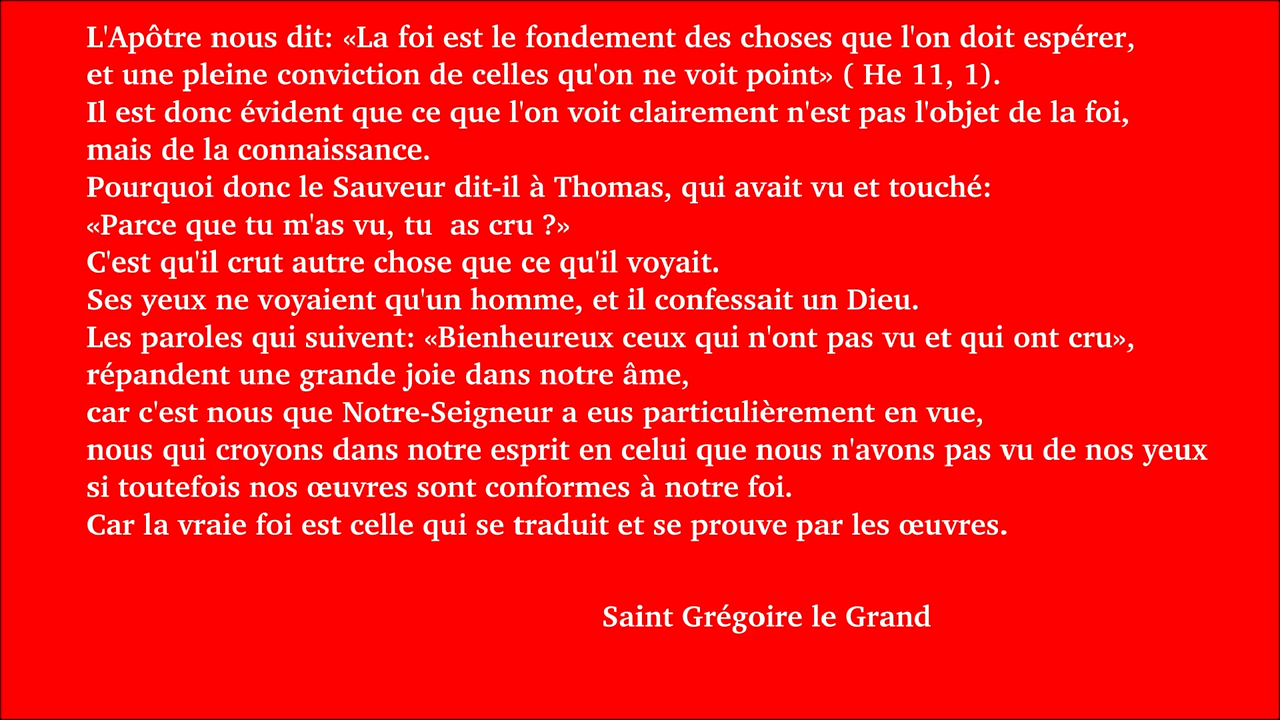 L'Apôtre nous dit: «La foi est le fondement des choses que l'on doit espérer,
et une pleine conviction de celles qu'on ne voit point» ( He 11, 1).
Il est donc évident que ce que l'on voit clairement n'est pas l'objet de la foi,
mais de la connaissance.
Pourquoi donc le Sauveur dit-il à Thomas, qui avait vu et touché:
«Parce que tu m'as vu, tu  as cru ?»
C'est qu'il crut autre chose que ce qu'il voyait.
Ses yeux ne voyaient qu'un homme, et il confessait un Dieu.
Les paroles qui suivent: «Bienheureux ceux qui n'ont pas vu et qui ont cru»,
répandent une grande joie dans notre âme,
car c'est nous que Notre-Seigneur a eus particulièrement en vue,
nous qui croyons dans notre esprit en celui que nous n'avons pas vu de nos yeux
si toutefois nos œuvres sont conformes à notre foi.
Car la vraie foi est celle qui se traduit et se prouve par les œuvres.
Saint Grégoire le Grand